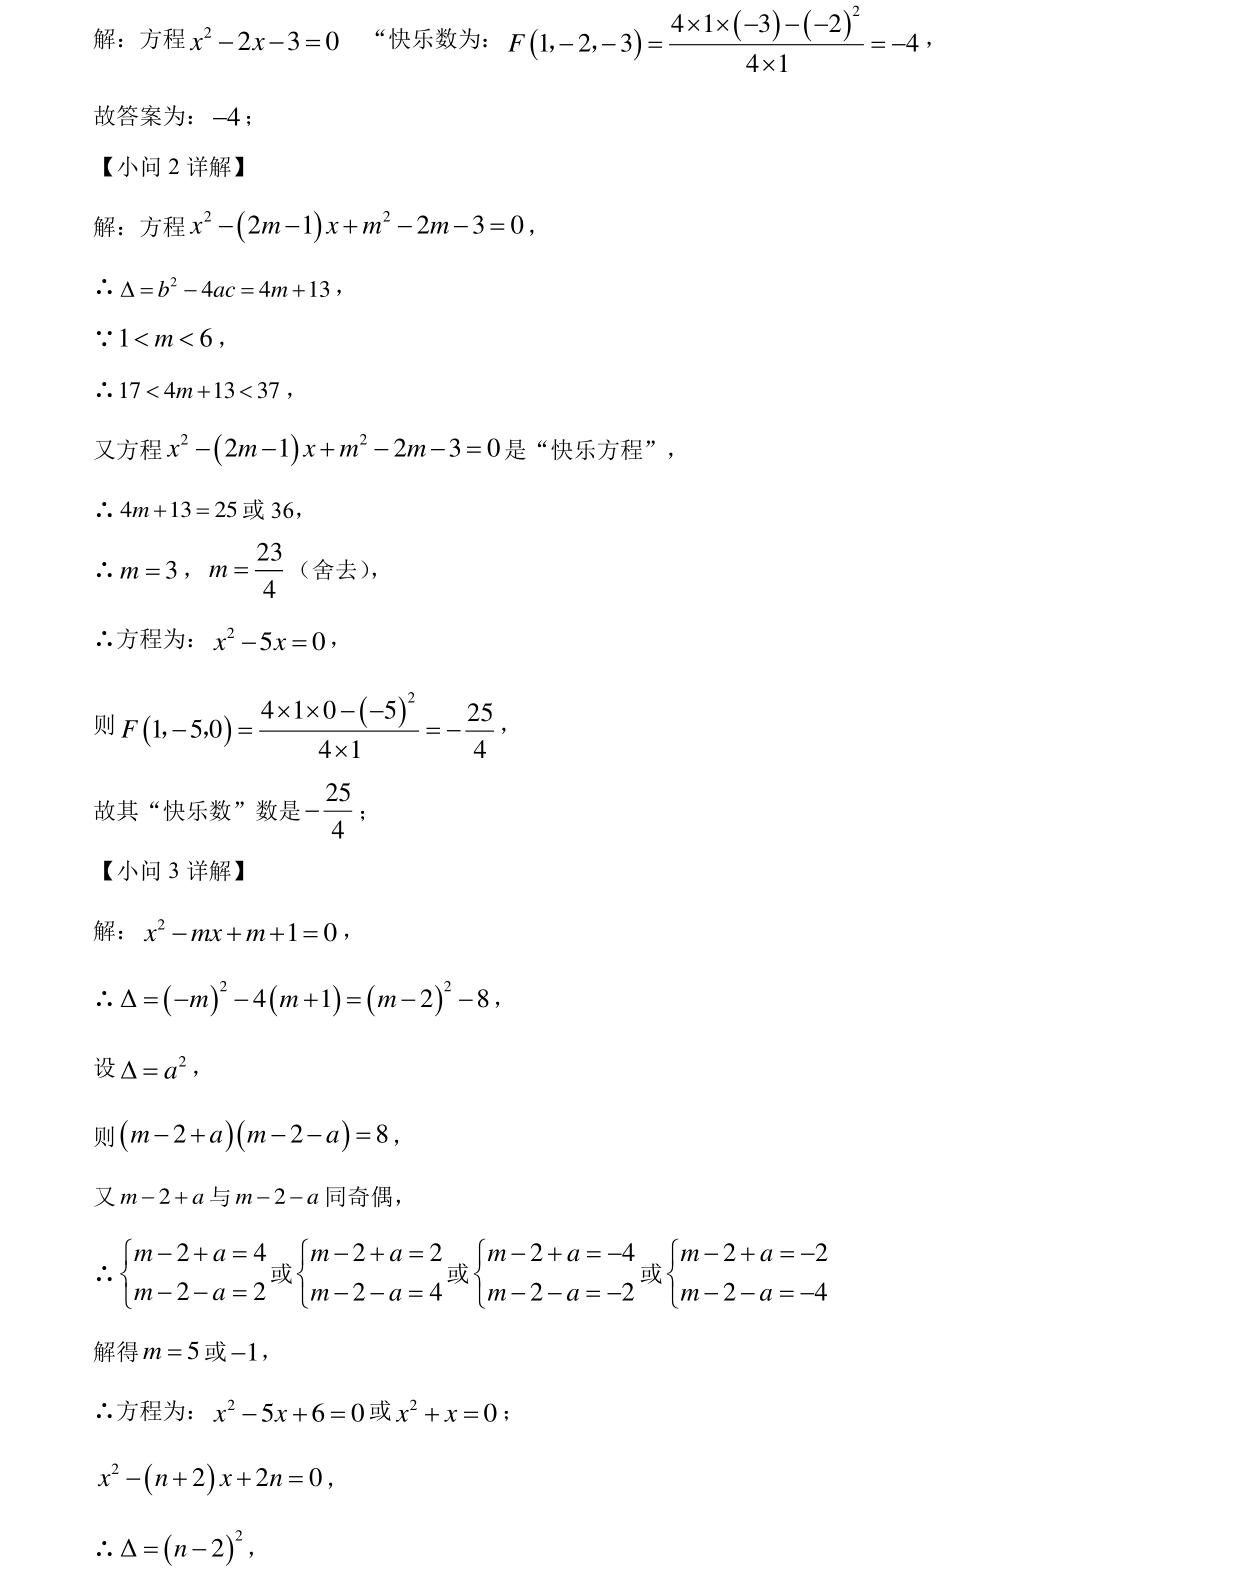 解：方程 x² − 2x − 3 = 0 “快乐数为：F(1,−2,−3) = (4×1×(−3)−(−2)²)/(4×1) = −4，
故答案为：−4；
【小问 2 详解】
解：方程 x² − (2m−1)x + m² − 2m − 3 = 0，
∴ Δ = b² − 4ac = 4m + 13，
∵ 1 < m < 6，
∴ 17 < 4m + 13 < 37，
又方程 x² − (2m−1)x + m² − 2m − 3 = 0 是“快乐方程”，
∴ 4m + 13 = 25 或 36，
∴ m = 3，m = 23/4（舍去），
∴方程为：x² − 5x = 0，
则 F(1,−5,0) = (4×1×0−(−5)²)/(4×1) = −25/4，
故其“快乐数”数是 −25/4；
【小问 3 详解】
解：x² − mx + m + 1 = 0，
∴ Δ = (−m)² − 4(m+1) = (m−2)² − 8，
设 Δ = a²，
则 (m−2+a)(m−2−a) = 8，
又 m−2+a 与 m−2−a 同奇偶，
∴ {m−2+a=4 m−2−a=2 或 {m−2+a=2 m−2−a=4 或 {m−2+a=−4 m−2−a=−2 或 {m−2+a=−2 m−2−a=−4
解得 m = 5 或 −1，
∴方程为：x² − 5x + 6 = 0 或 x² + x = 0；
x² − (n+2)x + 2n = 0，
∴ Δ = (n−2)²，